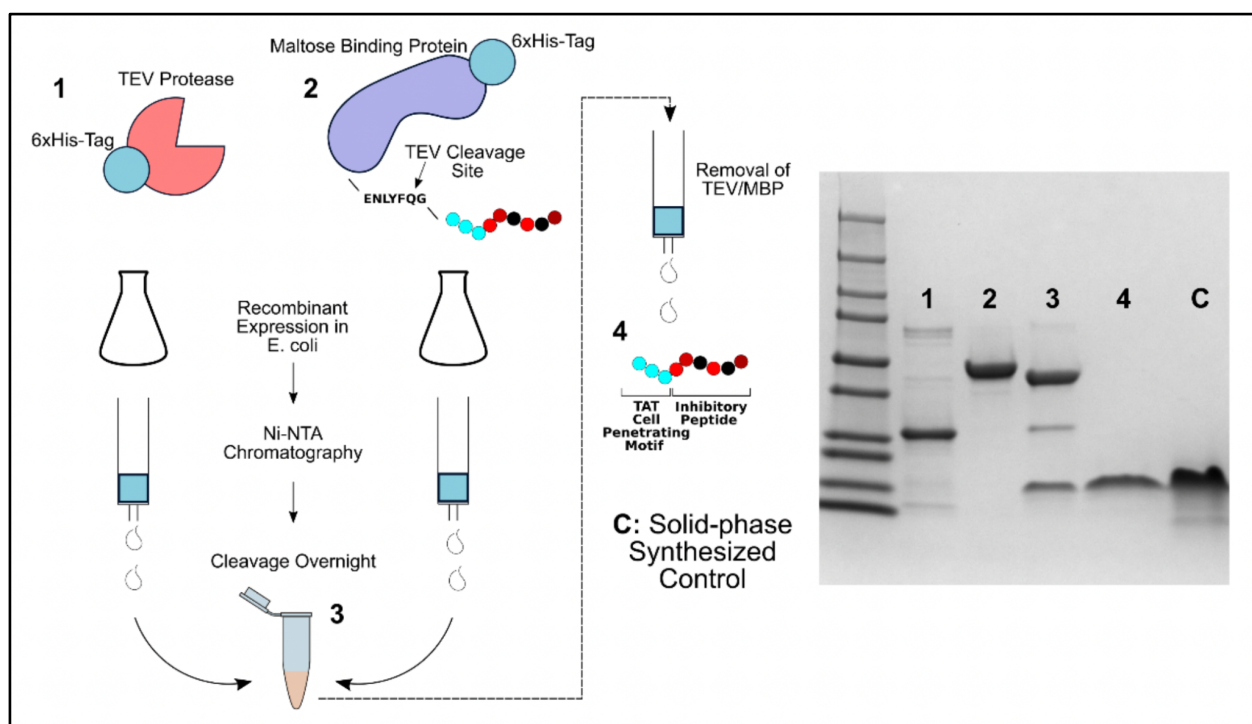 1
TEV Protease
6xHis-Tag
2
Maltose Binding Protein
6xHis-Tag
TEV Cleavage
Site
ENLYFQG
Recombinant
Expression in
E. coli
Ni-NTA
Chromatography
Cleavage Overnight
3
Removal of
TEV/MBP
4
TAT
Cell
Penetrating
Motif
Inhibitory
Peptide
C: Solid-phase
Synthesized
Control
1 2 3 4 C